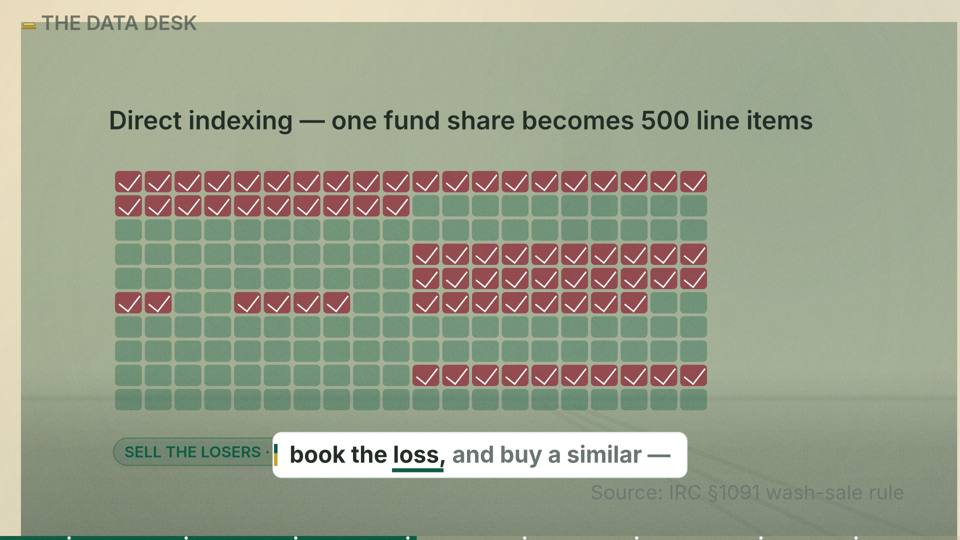 THE DATA DESK
Direct indexing — one fund share becomes 500 line items
SELL THE LOSERS ·
book the loss, and buy a similar —
Source: IRC §1091 wash-sale rule